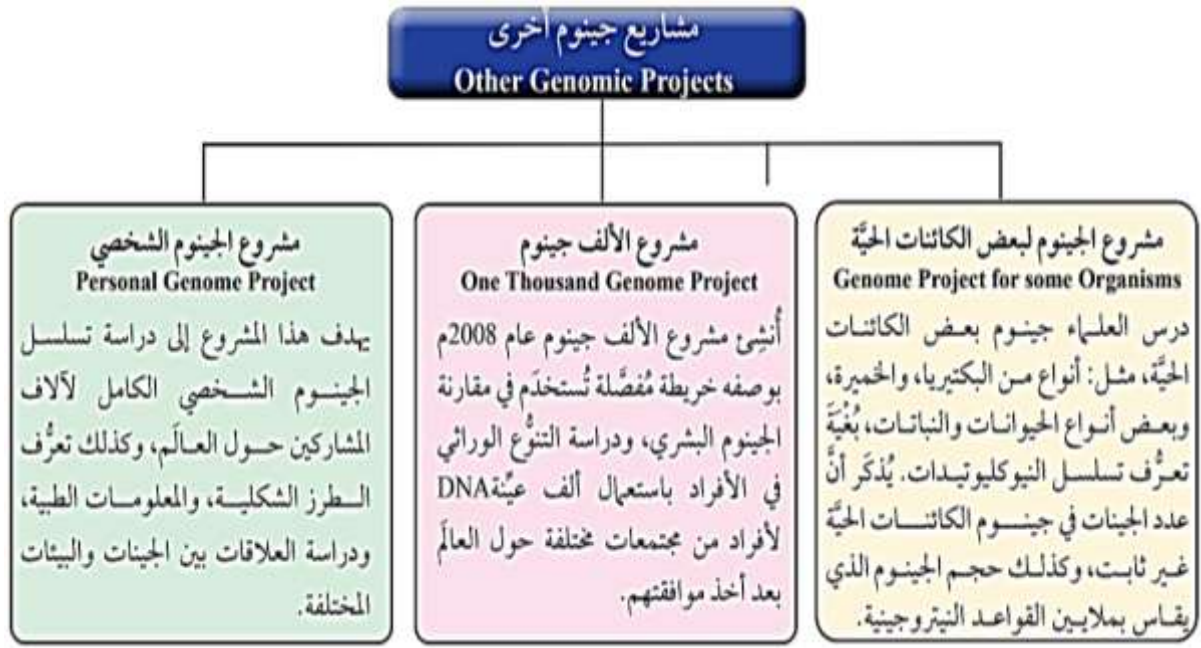 مشاريع جينوم أخرى
Other Genomic Projects
مشروع الجينوم لبعض الكائنات الحيَّة
Genome Project for some Organisms
درس العلماء جينوم بعض الكائنات
الحيَّة، مثل: أنواع من البكتيريا، والخميرة،
وبعض أنواع الحيوانات والنباتات، بُغْيَةَ
تعرُّف تسلسل النيوكليوتيدات. يُذكَر أنَّ
عدد الجينات في جينوم الكائنات الحيَّة
غير ثابت، وكذلك حجم الجينوم الذي
يقاس بملايين القواعد النيتروجينية.
مشروع الألف جينوم
One Thousand Genome Project
أُنشِئ مشروع الألف جينوم عام 2008م
بوصفه خريطة مُفصَّلة تُستخدَم في مقارنة
الجينوم البشري، ودراسة التنوُّع الوراثي
في الأفراد باستعمال ألف عيِّنة DNA
لأفراد من مجتمعات مختلفة حول العالَم
بعد أخذ موافقتهم.
مشروع الجينوم الشخصي
Personal Genome Project
يهدف هذا المشروع إلى دراسة تسلسل
الجينوم الشخصي الكامل لآلاف
المشاركين حول العالَم، وكذلك تعرُّف
الطرز الشكلية، والمعلومات الطبية،
ودراسة العلاقات بين الجينات والبيئات
المختلفة.